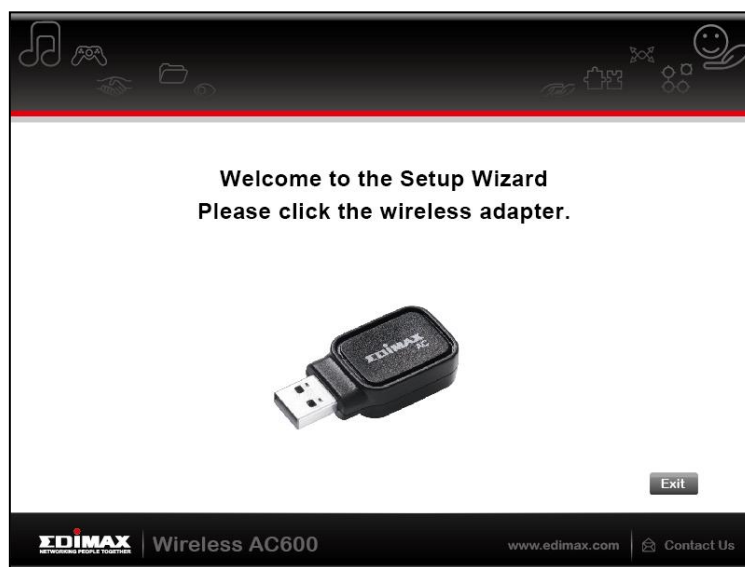 Welcome to the Setup Wizard
Please click the wireless adapter.
EDIMAX
AC
Exit
EDIMAX
NETWORKING PEOPLE TOGETHER
Wireless AC600
www.edimax.com
Contact Us